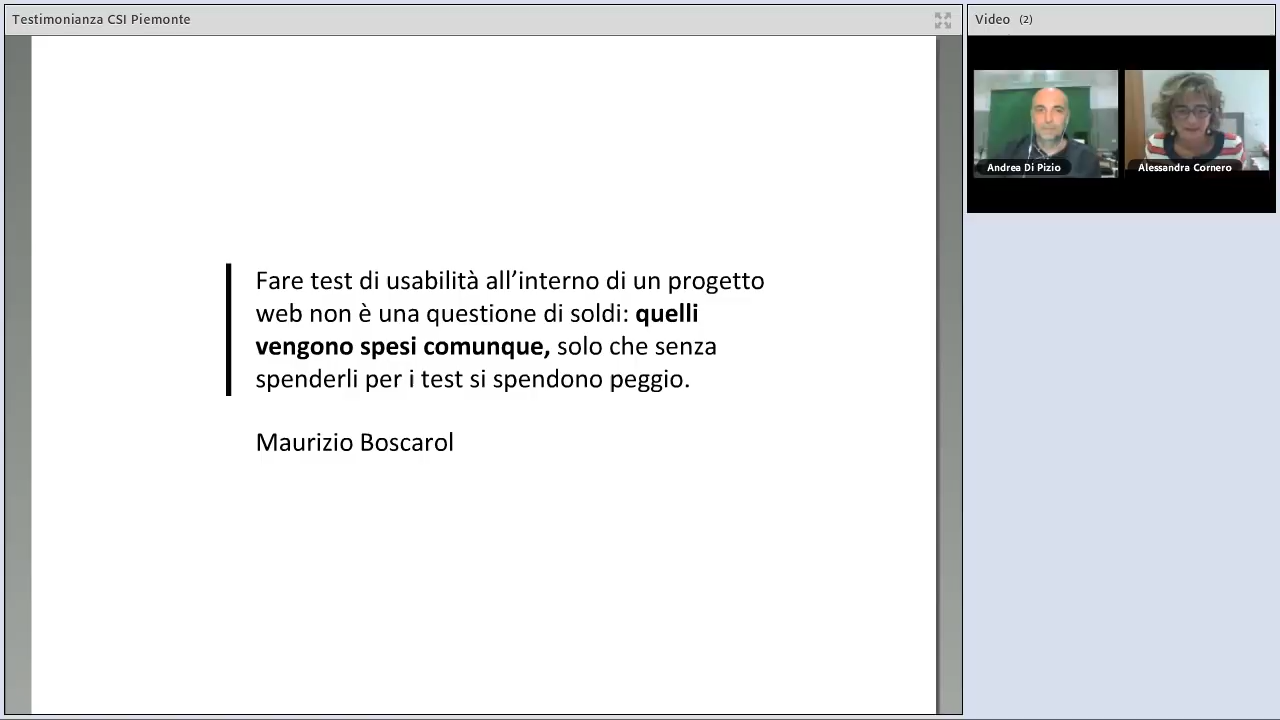 Testimonianza CSI Piemonte
Video (2)
Andrea Di Pizio
Alessandra Cornero
Fare test di usabilità all’interno di un progetto
web non è una questione di soldi: quelli
vengono spesi comunque, solo che senza
spenderli per i test si spendono peggio.
Maurizio Boscarol